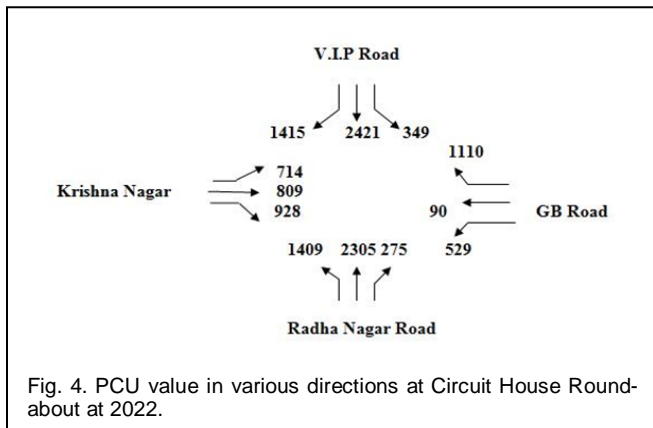 V.I.P Road
1415 2421 349
1110
714
Krishna Nagar 809
928
90 GB Road
529
1409 2305 275
Radha Nagar Road
Fig. 4. PCU value in various directions at Circuit House Round-
about at 2022.